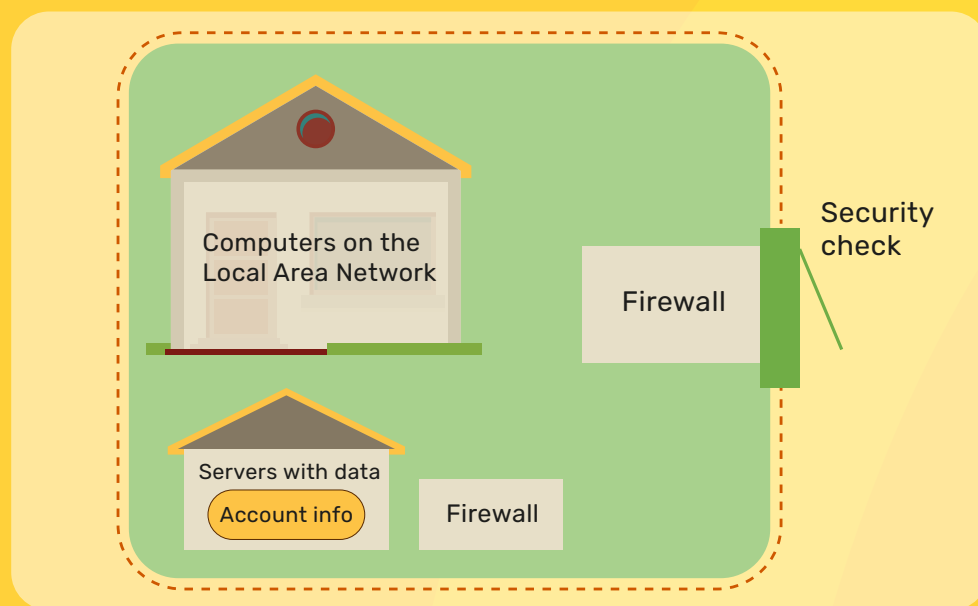 Security
check
Computers on the
Local Area Network
Firewall
Servers with data
Account info
Firewall